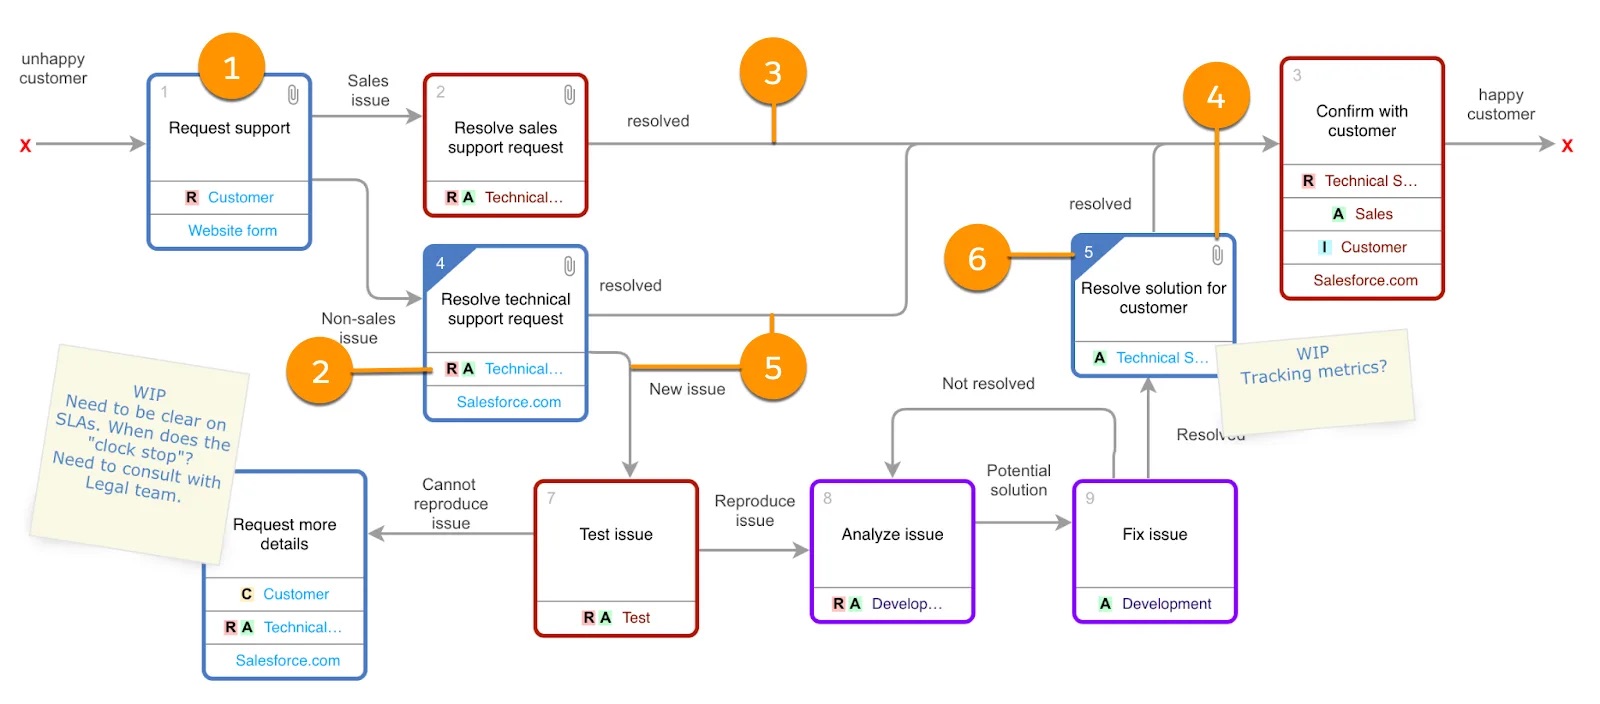 unhappy
customer
X
1
1
Request support
R Customer
Website form
Sales
issue
2
Resolve sales
support request
R A Technical...
resolved
3
4
3
Confirm with
customer
R Technical S...
A Sales
I Customer
Salesforce.com
happy
customer
X
Non-sales
issue
4
Resolve technical
support request
R A Technical...
Salesforce.com
2
resolved
5
New issue
6
resolved
5
Resolve solution for
customer
A Technical S...
WIP
Tracking metrics?
WIP
Need to be clear on
SLAs. When does the
"clock stop"?
Need to consult with
Legal team.
Request more
details
C Customer
R A Technical...
Salesforce.com
Cannot
reproduce
issue
7
Test issue
R A Test
Reproduce
issue
8
Analyze issue
R A Develop...
Not resolved
Potential
solution
9
Fix issue
A Development
Resolved